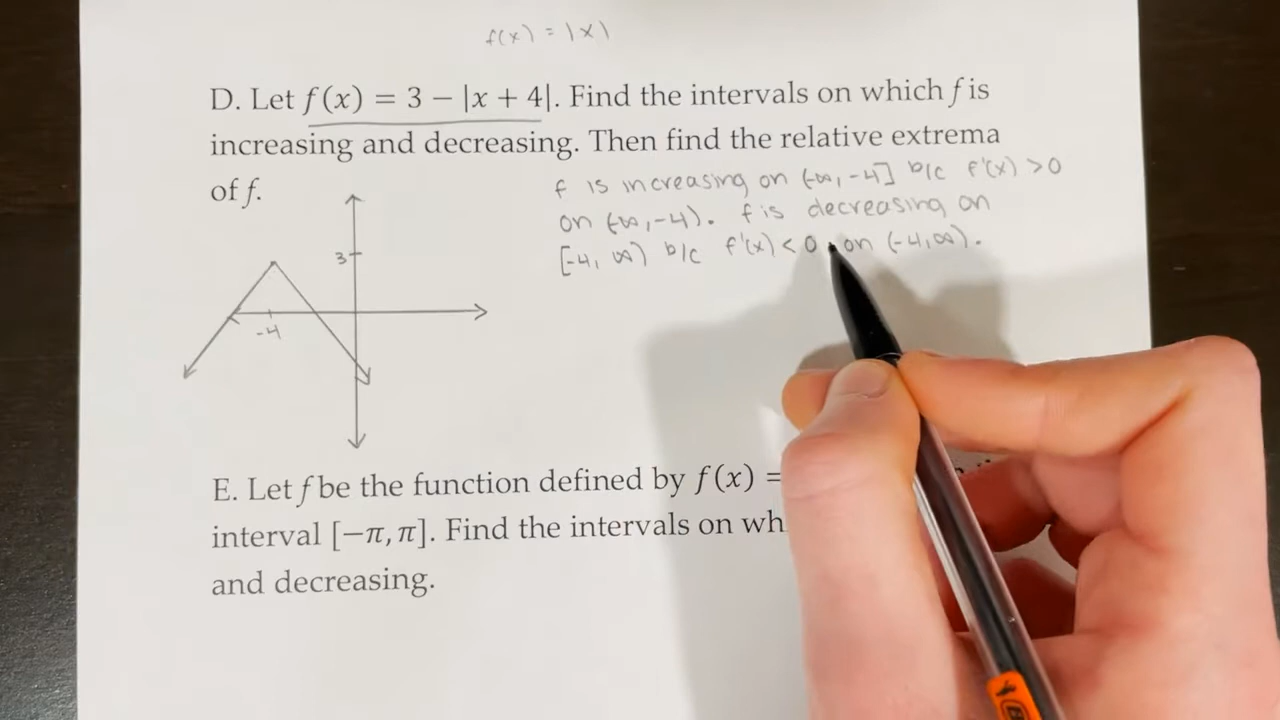 f(x) = |x|
D. Let f(x) = 3 − |x + 4|. Find the intervals on which f is
increasing and decreasing. Then find the relative extrema
of f.
f is increasing on (-∞, -4] b/c f'(x) > 0
on (-∞, -4). f is decreasing on
[-4, ∞) b/c f'(x) < 0 on (-4, ∞).
3
-4
E. Let f be the function defined by f(x) =
interval [−π, π]. Find the intervals on wh
and decreasing.